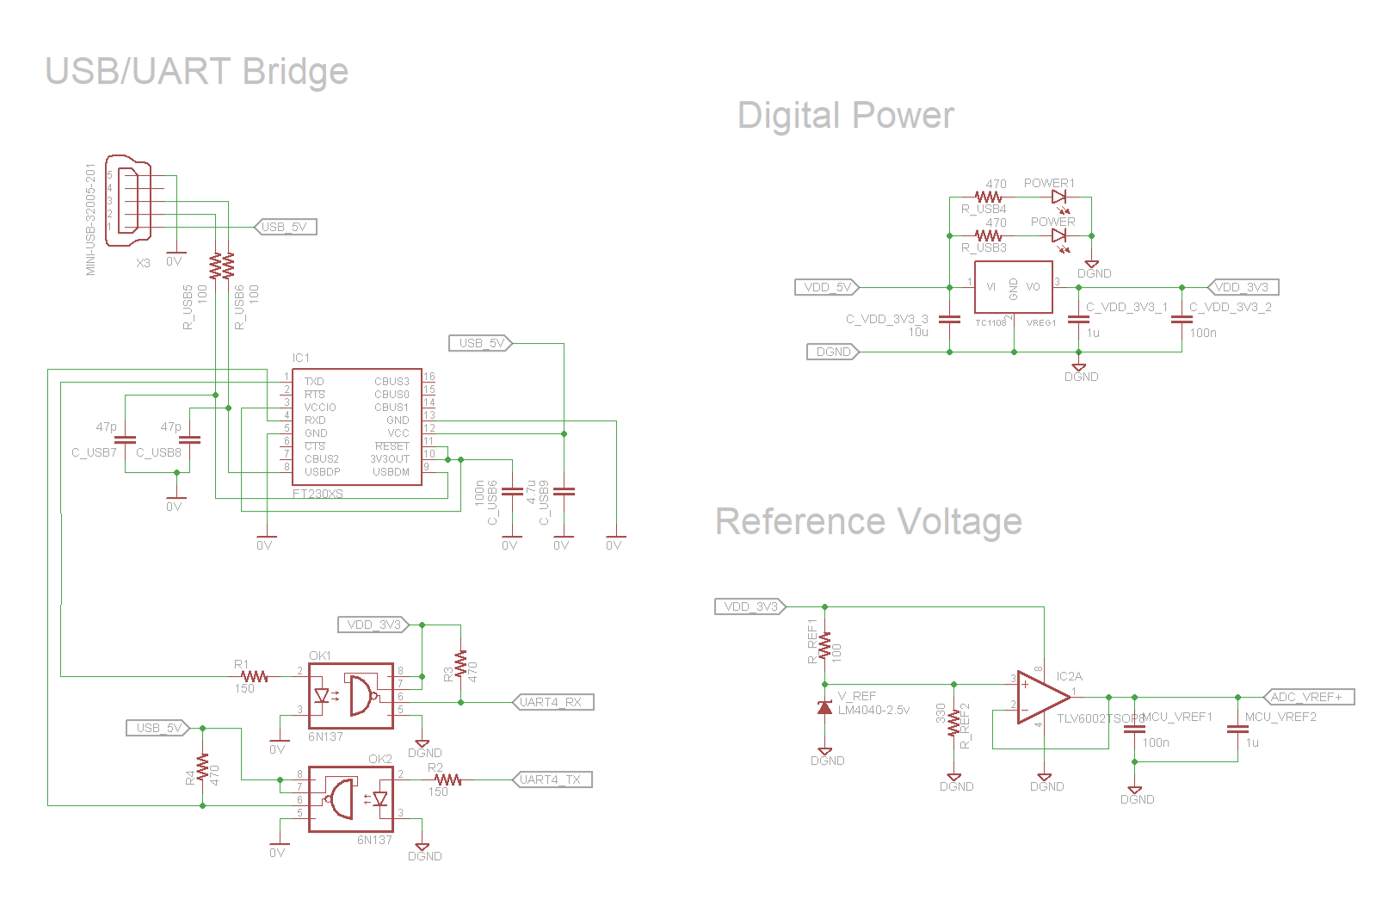 USB/UART Bridge
MINI-USB-32005-201
5
4
3
2
1
X3
0V
USB_5V
R_USB5
100
R_USB6
100
USB_5V
IC1
1 TXD CBUS3 16
2 RTS CBUS0 15
3 VCCIO CBUS1 14
4 RXD GND 13
5 GND VCC 12
6 CTS RESET 11
7 CBUS2 3V3OUT 10
8 USBDP USBDM 9
FT230XS
47p
C_USB7
47p
C_USB8
0V
0V
100n
C_USB6
0V
4.7u
C_USB9
0V
0V
VDD_3V3
R1
150
OK1
2
3
8
7
6
5
6N137
R3
470
UART4_RX
0V
DGND
USB_5V
R4
470
OK2
8
7
6
5
2
3
6N137
R2
150
UART4_TX
0V
DGND
Digital Power
470
R_USB4
POWER1
470
R_USB3
POWER
DGND
VDD_5V
1
VI
GND
VO
3
2
TC1108
VREG1
C_VDD_3V3_3
10u
C_VDD_3V3_1
1u
C_VDD_3V3_2
100n
VDD_3V3
DGND
DGND
Reference Voltage
VDD_3V3
R_REF1
100
V_REF
LM4040-2.5v
DGND
330
R_REF2
DGND
3
2
8
4
1
IC2A
TLV6002TSOP8
DGND
MCU_VREF1
100n
MCU_VREF2
1u
DGND
ADC_VREF+